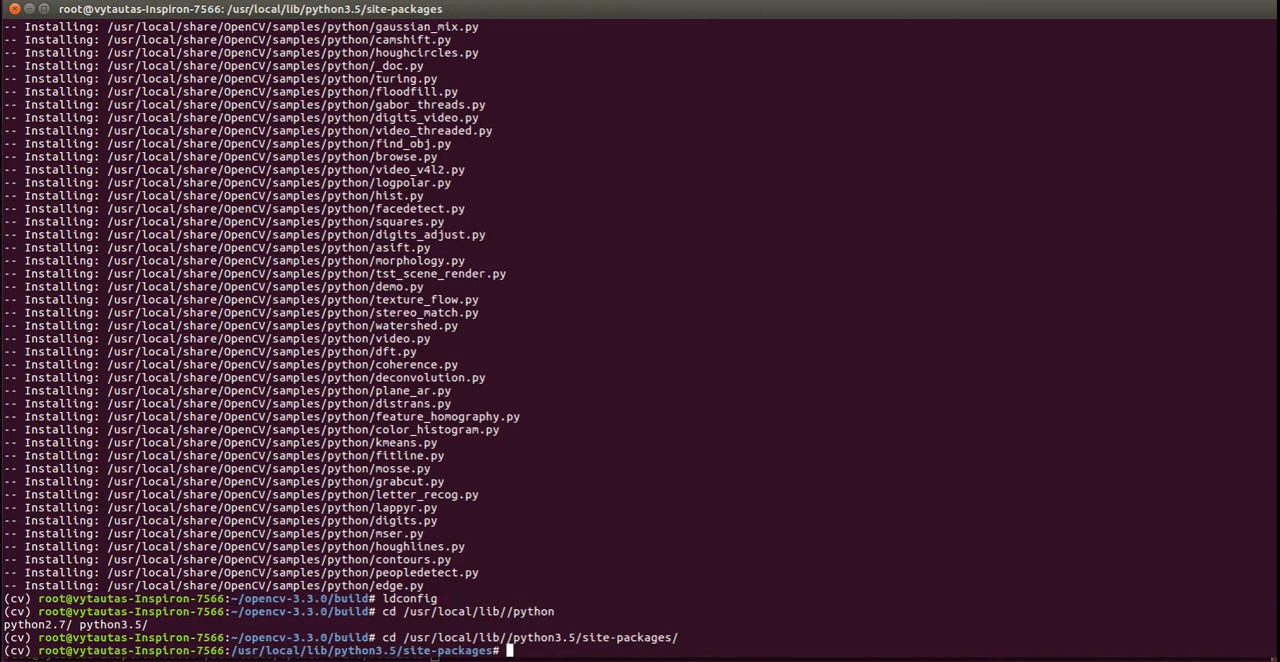 root@vytautas-Inspiron-7566: /usr/local/lib/python3.5/site-packages
-- Installing: /usr/local/share/OpenCV/samples/python/gaussian_mix.py
-- Installing: /usr/local/share/OpenCV/samples/python/camshift.py
-- Installing: /usr/local/share/OpenCV/samples/python/houghcircles.py
-- Installing: /usr/local/share/OpenCV/samples/python/_doc.py
-- Installing: /usr/local/share/OpenCV/samples/python/turing.py
-- Installing: /usr/local/share/OpenCV/samples/python/floodfill.py
-- Installing: /usr/local/share/OpenCV/samples/python/gabor_threads.py
-- Installing: /usr/local/share/OpenCV/samples/python/digits_video.py
-- Installing: /usr/local/share/OpenCV/samples/python/video_threaded.py
-- Installing: /usr/local/share/OpenCV/samples/python/find_obj.py
-- Installing: /usr/local/share/OpenCV/samples/python/browse.py
-- Installing: /usr/local/share/OpenCV/samples/python/video_v4l2.py
-- Installing: /usr/local/share/OpenCV/samples/python/logpolar.py
-- Installing: /usr/local/share/OpenCV/samples/python/hist.py
-- Installing: /usr/local/share/OpenCV/samples/python/facedetect.py
-- Installing: /usr/local/share/OpenCV/samples/python/squares.py
-- Installing: /usr/local/share/OpenCV/samples/python/digits_adjust.py
-- Installing: /usr/local/share/OpenCV/samples/python/asift.py
-- Installing: /usr/local/share/OpenCV/samples/python/morphology.py
-- Installing: /usr/local/share/OpenCV/samples/python/tst_scene_render.py
-- Installing: /usr/local/share/OpenCV/samples/python/demo.py
-- Installing: /usr/local/share/OpenCV/samples/python/texture_flow.py
-- Installing: /usr/local/share/OpenCV/samples/python/stereo_match.py
-- Installing: /usr/local/share/OpenCV/samples/python/watershed.py
-- Installing: /usr/local/share/OpenCV/samples/python/video.py
-- Installing: /usr/local/share/OpenCV/samples/python/dft.py
-- Installing: /usr/local/share/OpenCV/samples/python/coherence.py
-- Installing: /usr/local/share/OpenCV/samples/python/deconvolution.py
-- Installing: /usr/local/share/OpenCV/samples/python/plane_ar.py
-- Installing: /usr/local/share/OpenCV/samples/python/distrans.py
-- Installing: /usr/local/share/OpenCV/samples/python/feature_homography.py
-- Installing: /usr/local/share/OpenCV/samples/python/color_histogram.py
-- Installing: /usr/local/share/OpenCV/samples/python/kmeans.py
-- Installing: /usr/local/share/OpenCV/samples/python/fitline.py
-- Installing: /usr/local/share/OpenCV/samples/python/mosse.py
-- Installing: /usr/local/share/OpenCV/samples/python/grabcut.py
-- Installing: /usr/local/share/OpenCV/samples/python/letter_recog.py
-- Installing: /usr/local/share/OpenCV/samples/python/lappyr.py
-- Installing: /usr/local/share/OpenCV/samples/python/digits.py
-- Installing: /usr/local/share/OpenCV/samples/python/mser.py
-- Installing: /usr/local/share/OpenCV/samples/python/houghlines.py
-- Installing: /usr/local/share/OpenCV/samples/python/contours.py
-- Installing: /usr/local/share/OpenCV/samples/python/peopledetect.py
-- Installing: /usr/local/share/OpenCV/samples/python/edge.py
(cv) root@vytautas-Inspiron-7566:~/opencv-3.3.0/build# ldconfig
(cv) root@vytautas-Inspiron-7566:~/opencv-3.3.0/build# cd /usr/local/lib//python
python2.7/ python3.5/
(cv) root@vytautas-Inspiron-7566:~/opencv-3.3.0/build# cd /usr/local/lib//python3.5/site-packages/
(cv) root@vytautas-Inspiron-7566:/usr/local/lib/python3.5/site-packages#